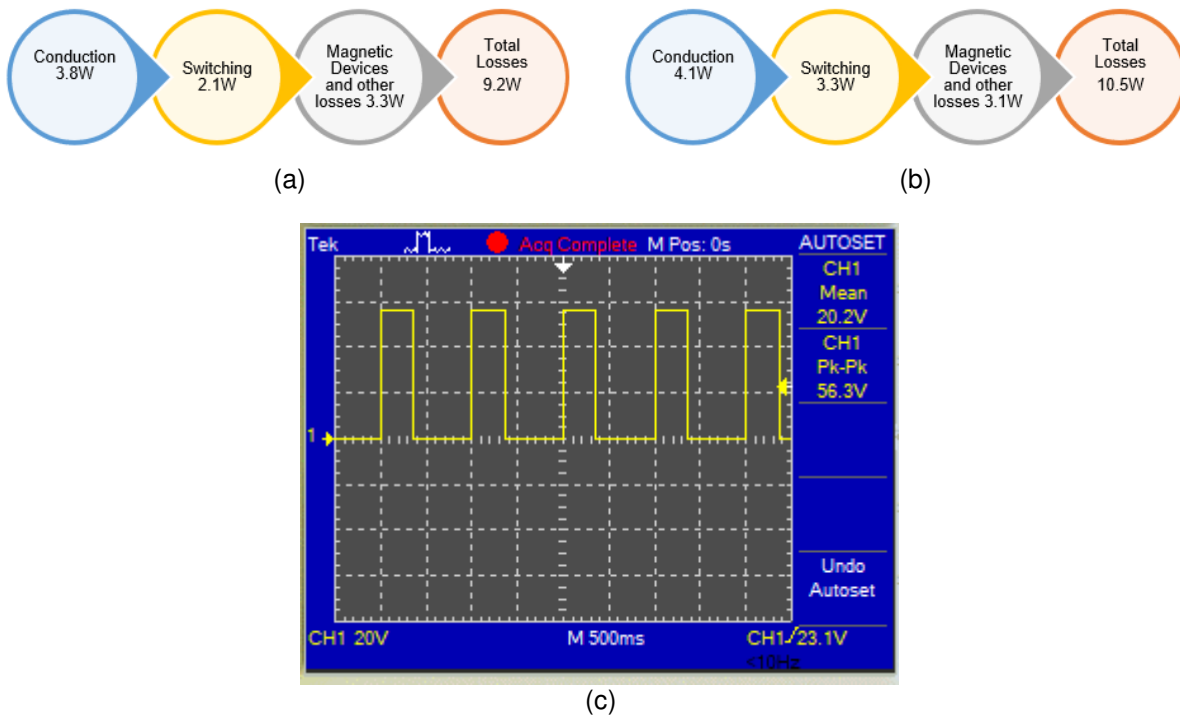 Conduction
3.8W
Switching
2.1W
Magnetic
Devices
and other
losses 3.3W
Total
Losses
9.2W
(a)
Conduction
4.1W
Switching
3.3W
Magnetic
Devices
and other
losses 3.1W
Total
Losses
10.5W
(b)
Tek
Acq Complete
M Pos: 0s
AUTOSET
CH1
Mean
20.2V
CH1
Pk-Pk
56.3V
1
Undo
Autoset
CH1 20V
M 500ms
CH1/23.1V
<10Hz
(c)